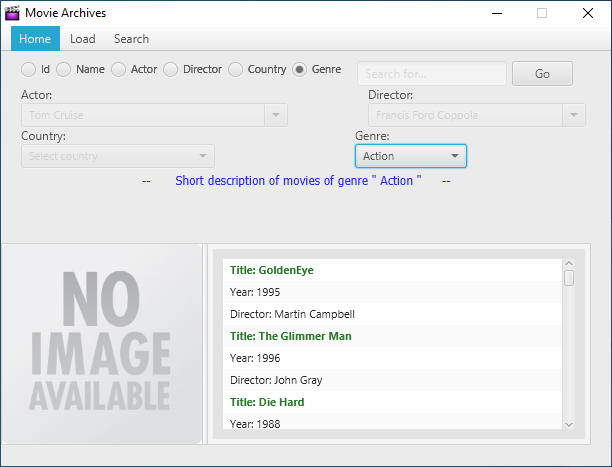 Movie Archives
Home Load Search
Id Name Actor Director Country Genre Search for... Go
Actor: Director:
Tom Cruise Francis Ford Coppola
Country: Genre:
Select country Action
-- Short description of movies of genre " Action " --
NO
IMAGE
AVAILABLE
Title: GoldenEye
Year: 1995
Director: Martin Campbell
Title: The Glimmer Man
Year: 1996
Director: John Gray
Title: Die Hard
Year: 1988